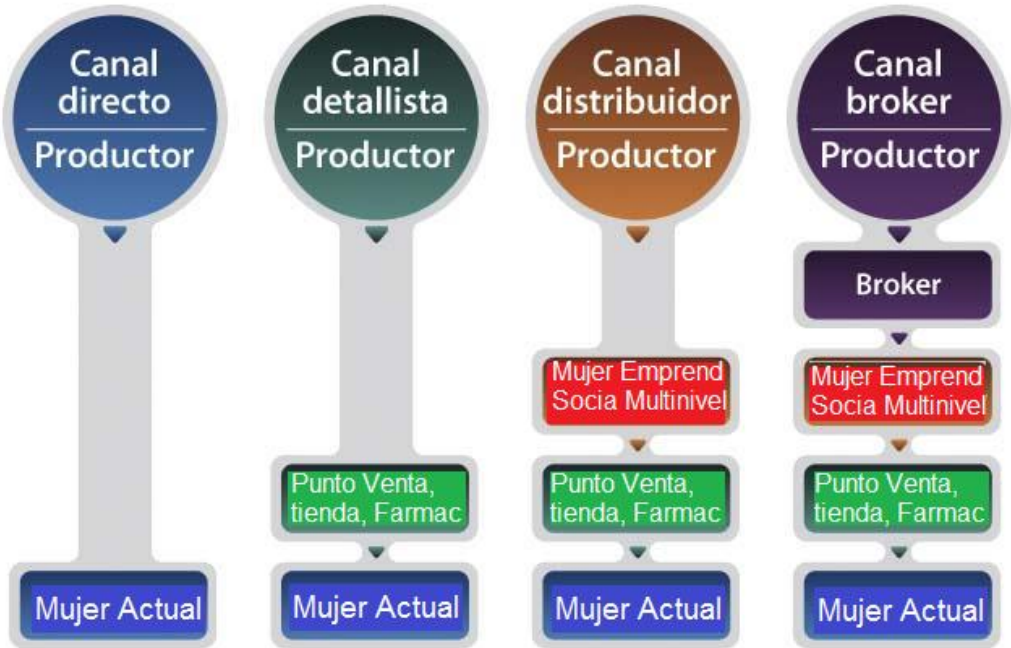 Canal
directo
Productor
Mujer Actual
Canal
detallista
Productor
Punto Venta,
tienda, Farmac
Mujer Actual
Canal
distribuidor
Productor
Mujer Emprend
Socia Multinivel
Punto Venta,
tienda, Farmac
Mujer Actual
Canal
broker
Productor
Broker
Mujer Emprend
Socia Multinivel
Punto Venta,
tienda, Farmac
Mujer Actual